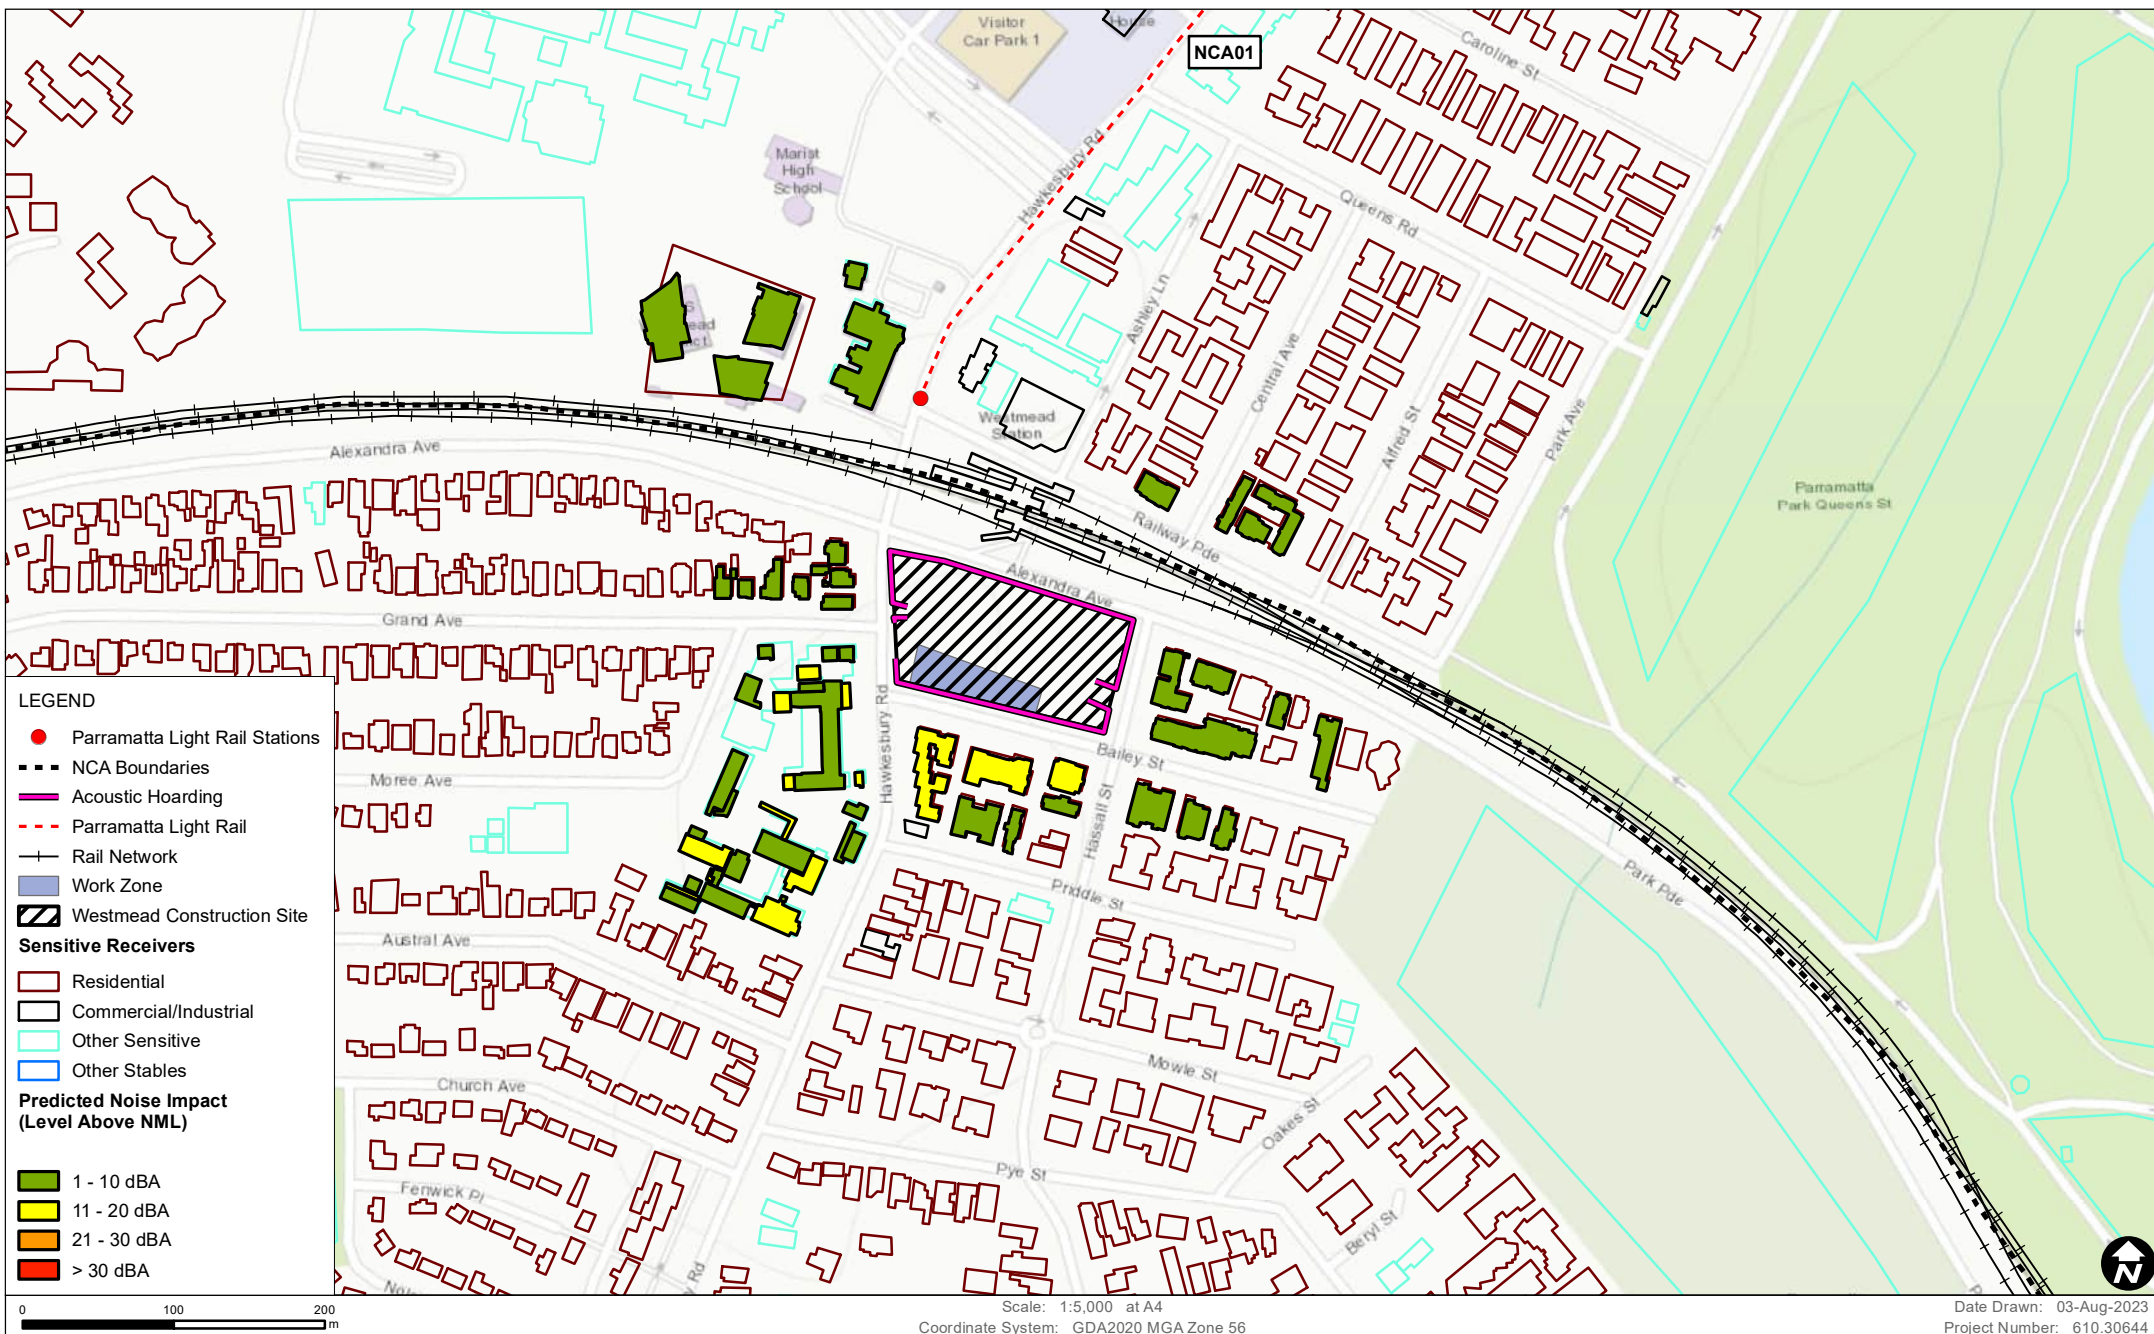 Visitor
Car Park 1
House
NCA01
Caroline St
Marist
High
School
Hawkesbury Rd
Queens Rd
Ashley Ln
Central Ave
Alfred St
Park Ave
Westmead
Station
Alexandra Ave
Railway Pde
Alexandra Ave
Parramatta
Park Queens St
Grand Ave
Hawkesbury Rd
Moree Ave
Bailey St
Hassall St
Priddle St
Park Pde
Austral Ave
Mowle St
Church Ave
Oakes St
Pye St
Fenwick Pl
Beryl St
LEGEND
Parramatta Light Rail Stations
NCA Boundaries
Acoustic Hoarding
Parramatta Light Rail
Rail Network
Work Zone
Westmead Construction Site
Sensitive Receivers
Residential
Commercial/Industrial
Other Sensitive
Other Stables
Predicted Noise Impact
(Level Above NML)
1 - 10 dBA
11 - 20 dBA
21 - 30 dBA
> 30 dBA
N
0 100 200
m
Scale: 1:5,000 at A4
Coordinate System: GDA2020 MGA Zone 56
Date Drawn: 03-Aug-2023
Project Number: 610.30644